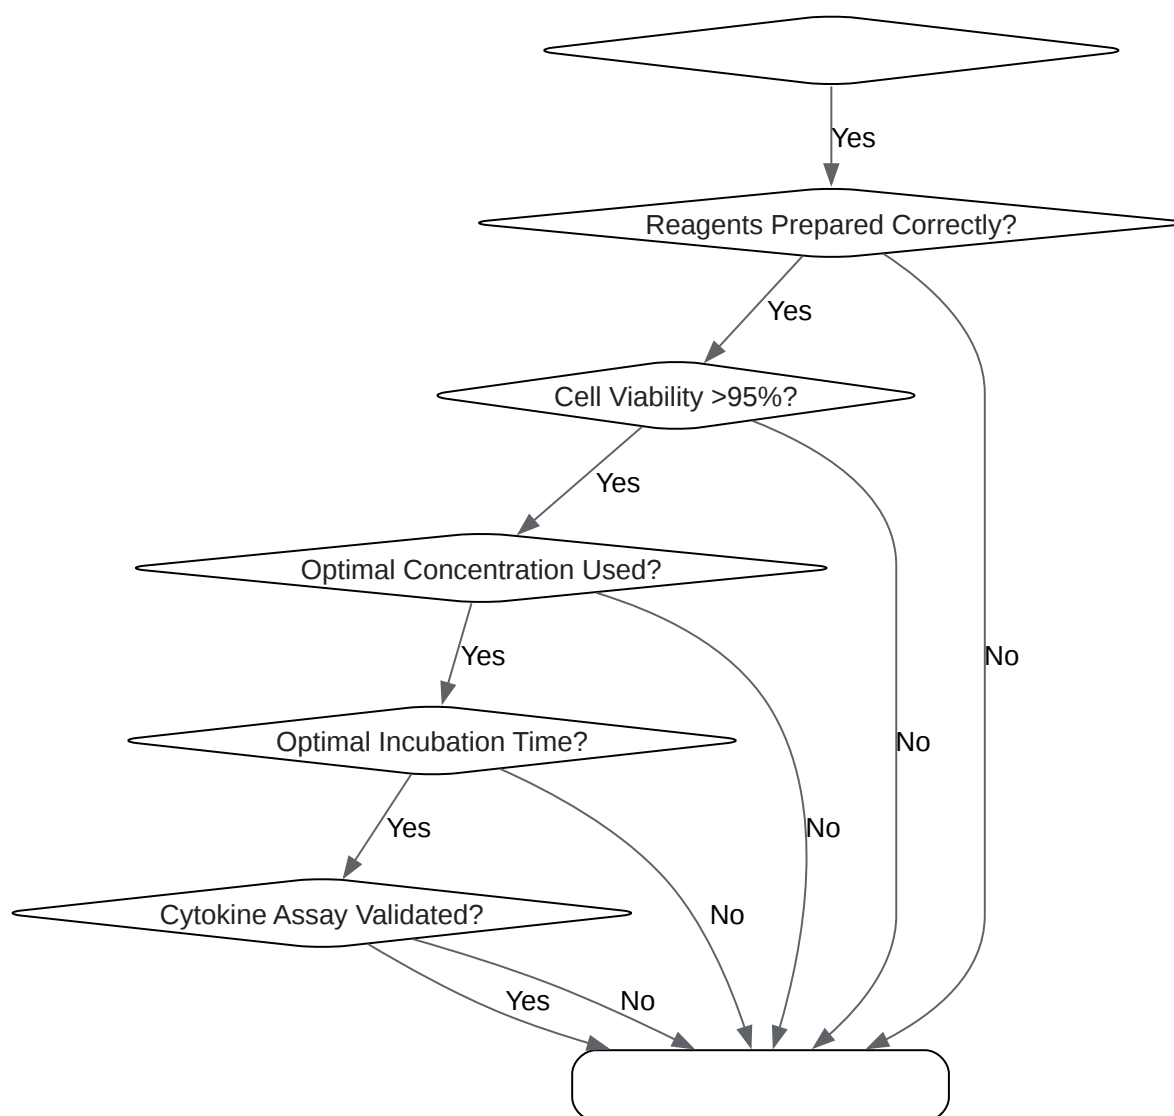 Yes
Reagents Prepared Correctly?
Yes
Cell Viability >95%?
Yes
Optimal Concentration Used?
Yes
No
Optimal Incubation Time?
No
Yes
No
Cytokine Assay Validated?
No
Yes
No